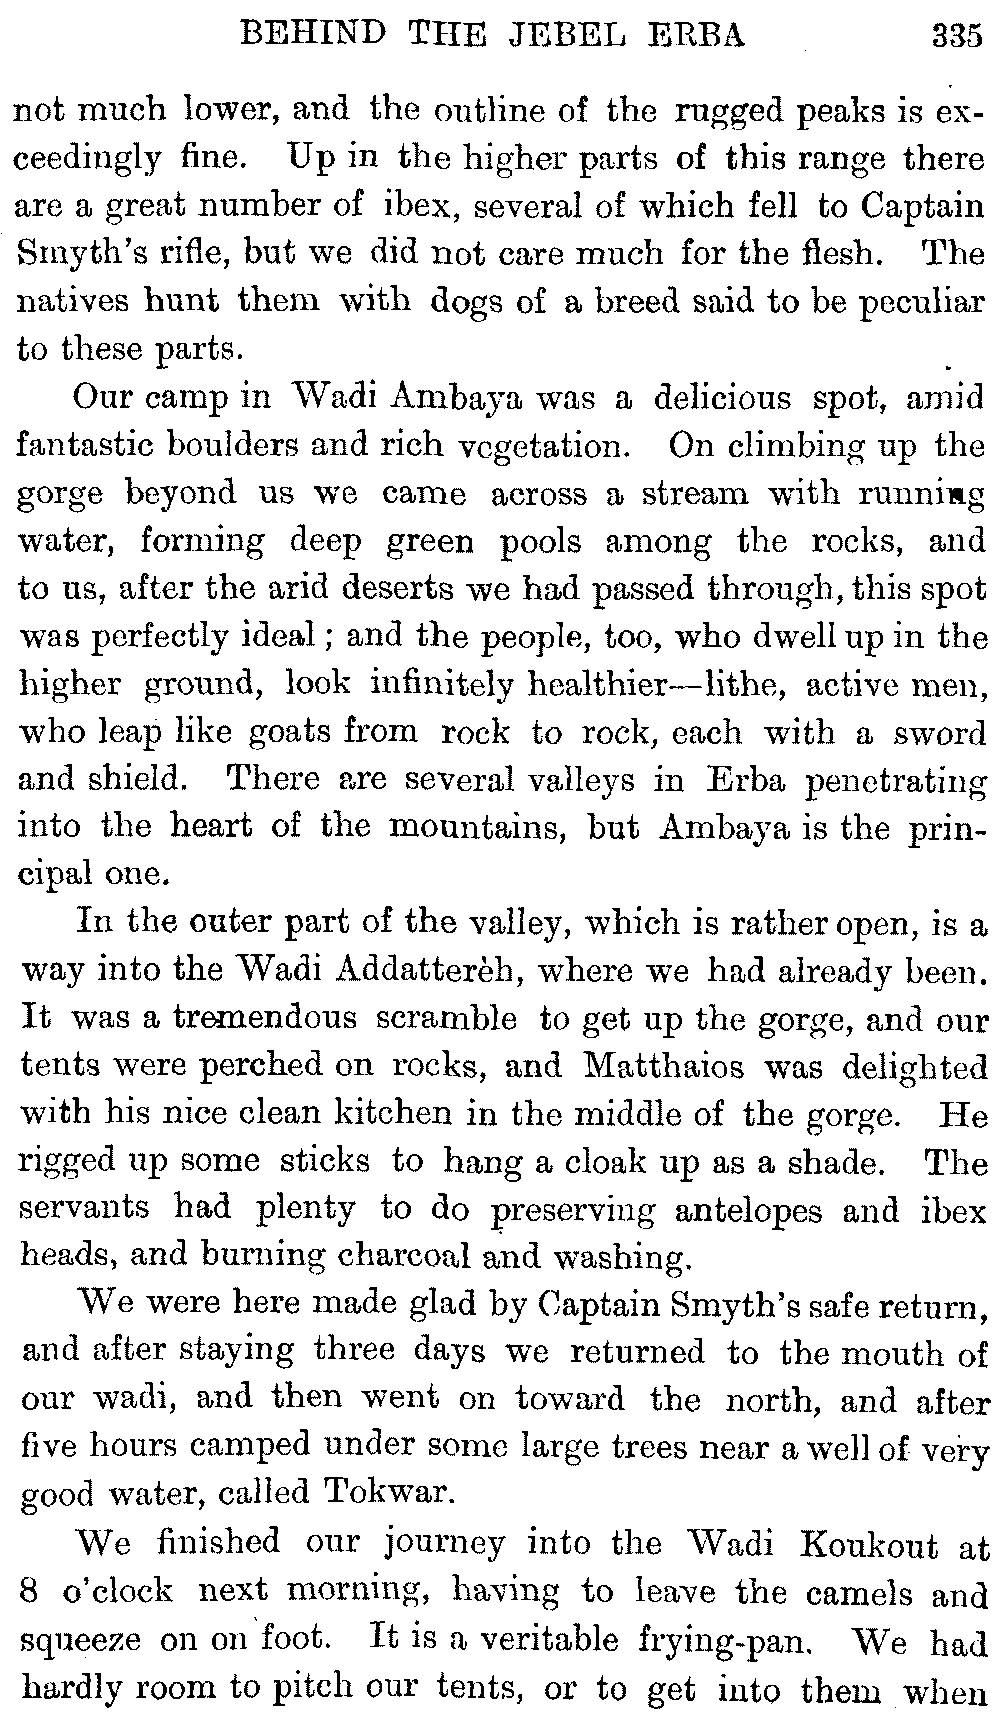 BEHIND THE JEBEL ERBA 335
not much lower, and the outline of the rugged peaks is ex-
ceedingly fine. Up in the higher parts of this range there
are a great number of ibex, several of which fell to Captain
Smyth's rifle, but we did not care much for the flesh. The
natives hunt them with dogs of a breed said to be peculiar
to these parts.
Our camp in Wadi Ambaya was a delicious spot, amid
fantastic boulders and rich vegetation. On climbing up the
gorge beyond us we came across a stream with running
water, forming deep green pools among the rocks, and
to us, after the arid deserts we had passed through, this spot
was perfectly ideal; and the people, too, who dwell up in the
higher ground, look infinitely healthier—lithe, active men,
who leap like goats from rock to rock, each with a sword
and shield. There are several valleys in Erba penetrating
into the heart of the mountains, but Ambaya is the prin-
cipal one.
In the outer part of the valley, which is rather open, is a
way into the Wadi Addatterèh, where we had already been.
It was a tremendous scramble to get up the gorge, and our
tents were perched on rocks, and Matthaios was delighted
with his nice clean kitchen in the middle of the gorge. He
rigged up some sticks to hang a cloak up as a shade. The
servants had plenty to do preserving antelopes and ibex
heads, and burning charcoal and washing.
We were here made glad by Captain Smyth's safe return,
and after staying three days we returned to the mouth of
our wadi, and then went on toward the north, and after
five hours camped under some large trees near a well of very
good water, called Tokwar.
We finished our journey into the Wadi Koukout at
8 o'clock next morning, having to leave the camels and
squeeze on on foot. It is a veritable frying-pan. We had
hardly room to pitch our tents, or to get into them when